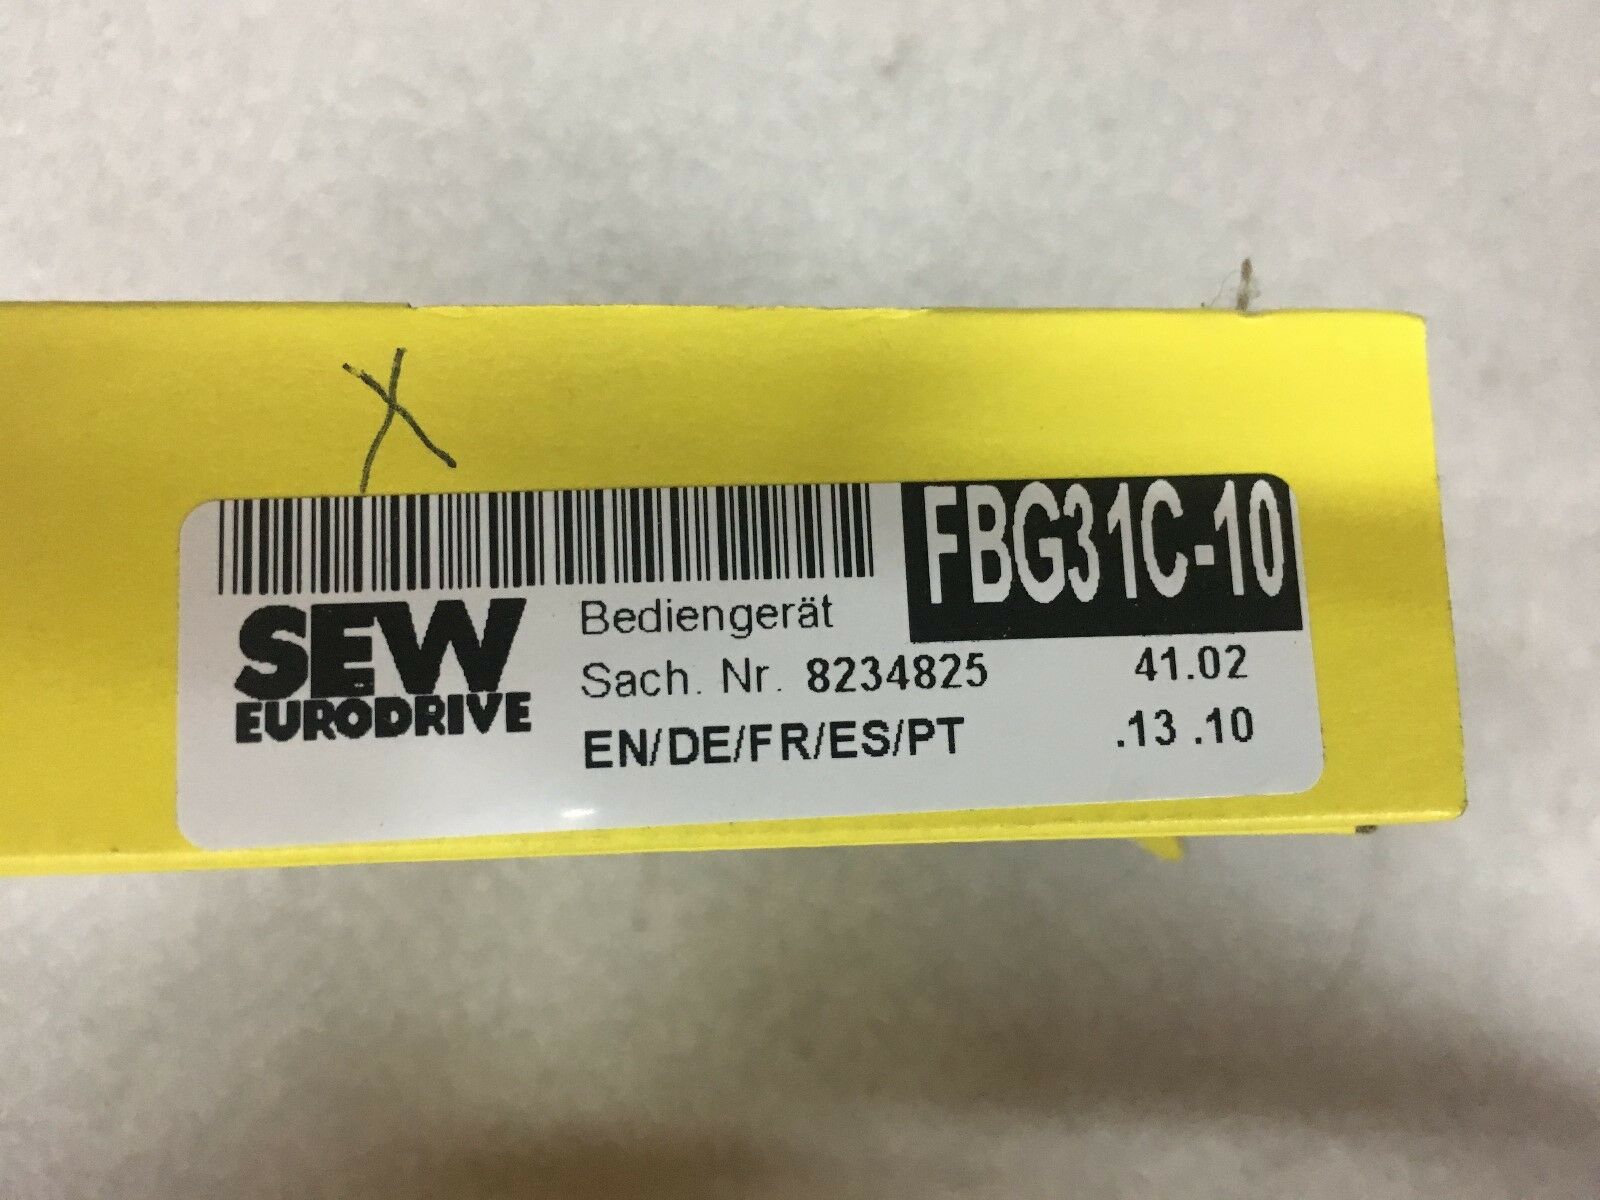 X
FBG31C-10
SEW
EURODRIVE
Bediengerät
Sach. Nr. 8234825
41.02
EN/DE/FR/ES/PT
.13 .10